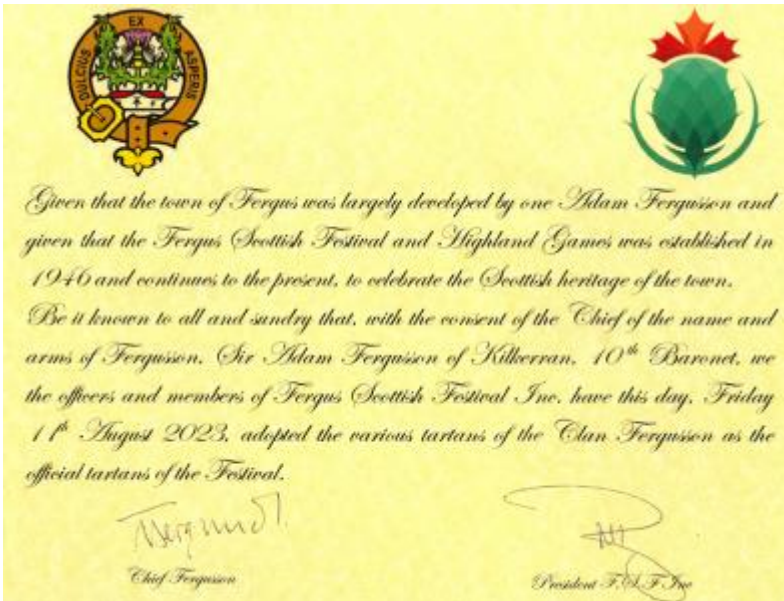 DULCIUS EX ASPERIS
Given that the town of Fergus was largely developed by one Adam Fergusson and
given that the Fergus Scottish Festival and Highland Games was established in
1946 and continues to the present, to celebrate the Scottish heritage of the town.
Be it known to all and sundry that, with the consent of the Chief of the name and
arms of Fergusson, Sir Adam Fergusson of Kilkerran, 10th Baronet, we
the officers and members of Fergus Scottish Festival Inc. have this day, Friday
11th August 2023, adopted the various tartans of the Clan Fergusson as the
official tartans of the Festival.
Chief Fergusson
President F.S.F Inc